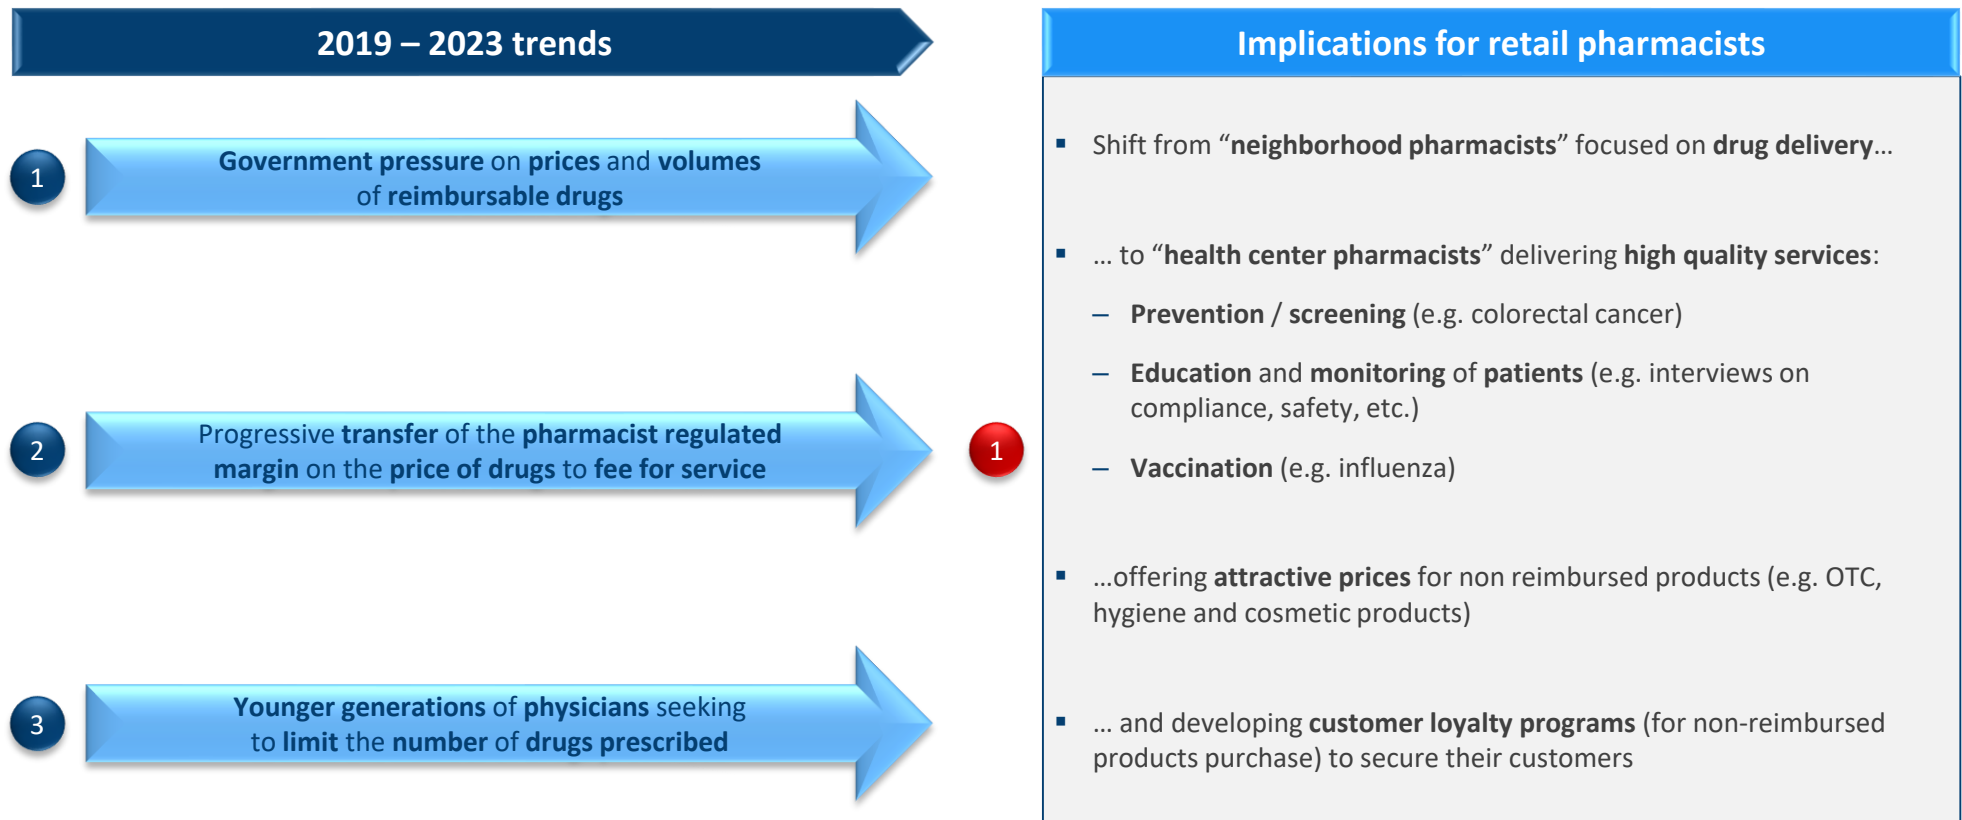 2019 – 2023 trends
1
Government pressure on prices and volumes
of reimbursable drugs
2
Progressive transfer of the pharmacist regulated
margin on the price of drugs to fee for service
3
Younger generations of physicians seeking
to limit the number of drugs prescribed
1
Implications for retail pharmacists
▪ Shift from “neighborhood pharmacists” focused on drug delivery…
▪ … to “health center pharmacists” delivering high quality services:
– Prevention / screening (e.g. colorectal cancer)
– Education and monitoring of patients (e.g. interviews on
compliance, safety, etc.)
– Vaccination (e.g. influenza)
▪ …offering attractive prices for non reimbursed products (e.g. OTC,
hygiene and cosmetic products)
▪ … and developing customer loyalty programs (for non-reimbursed
products purchase) to secure their customers